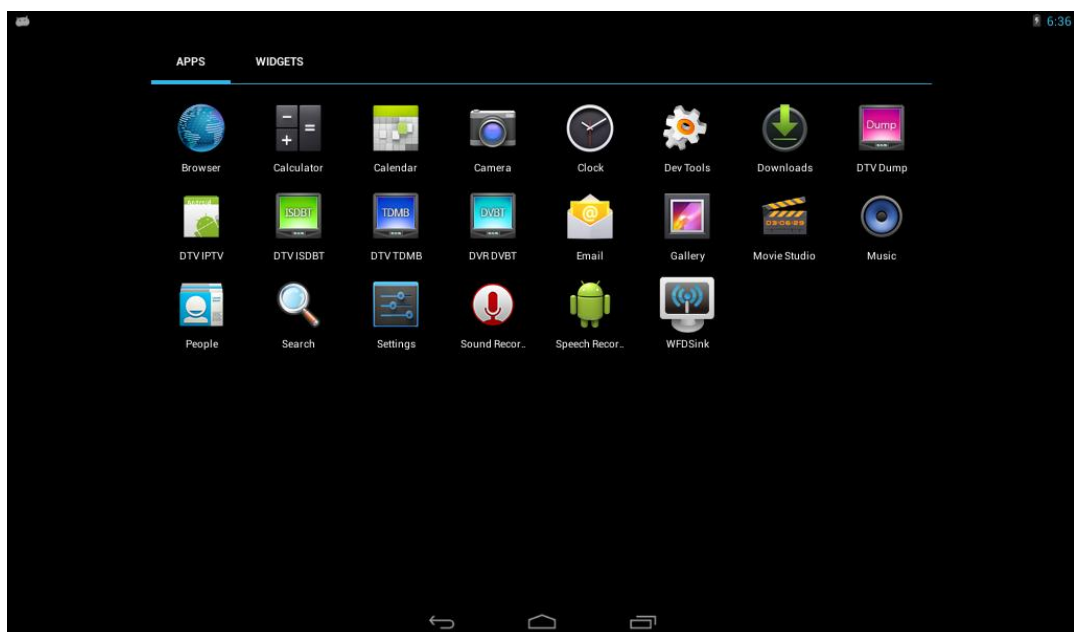 6:36
APPS WIDGETS
Dump
Browser Calculator Calendar Camera Clock Dev Tools Downloads DTV Dump
ISDBT TDMB DVBT
DTV IPTV DTV ISDBT DTV TDMB DVR DVBT Email Gallery Movie Studio Music
People Search Settings Sound Recor.. Speech Recor.. WFDSink